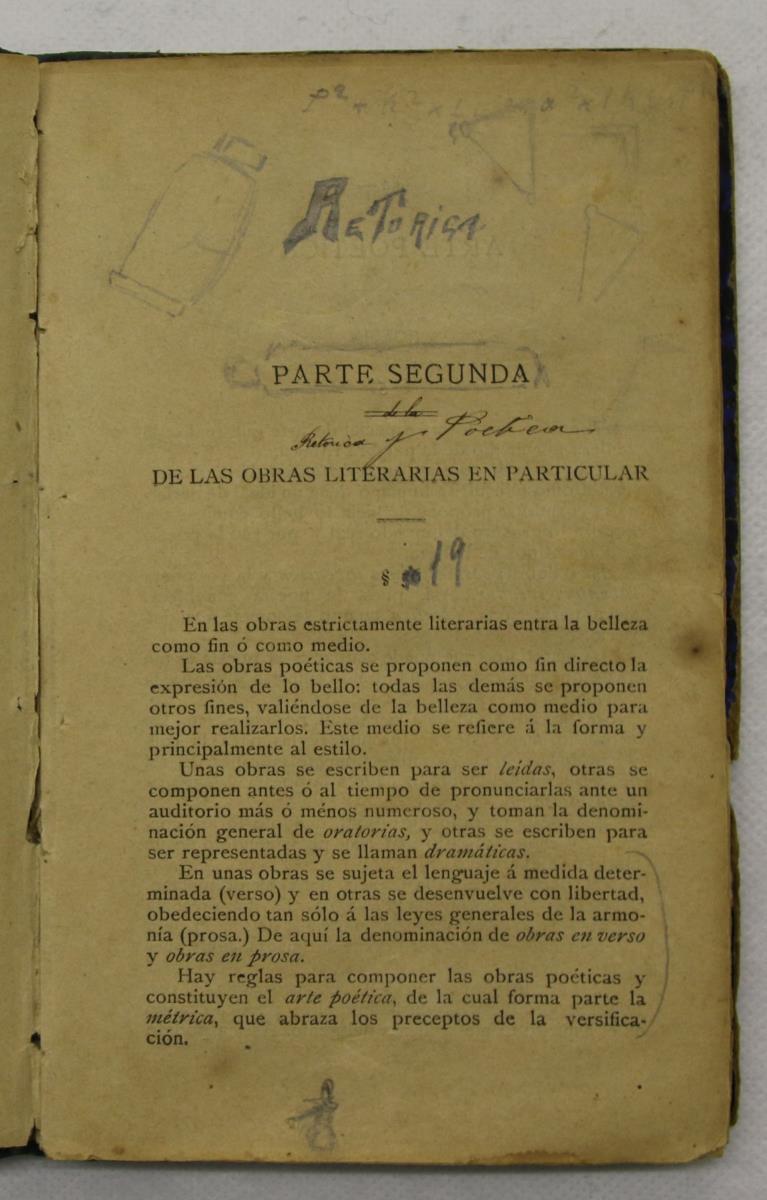 Retorica
PARTE SEGUNDA
de la
Retorica y Poetica
DE LAS OBRAS LITERARIAS EN PARTICULAR
§ 19
En las obras estrictamente literarias entra la belleza
como fin ó como medio.
Las obras poéticas se proponen como fin directo la
expresión de lo bello: todas las demás se proponen
otros fines, valiéndose de la belleza como medio para
mejor realizarlos. Este medio se refiere á la forma y
principalmente al estilo.
Unas obras se escriben para ser leídas, otras se
componen antes ó al tiempo de pronunciarlas ante un
auditorio más ó ménos numeroso, y toman la denomi-
nación general de oratorias, y otras se escriben para
ser representadas y se llaman dramáticas.
En unas obras se sujeta el lenguaje á medida deter-
minada (verso) y en otras se desenvuelve con libertad,
obedeciendo tan sólo á las leyes generales de la armo-
nía (prosa.) De aquí la denominación de obras en verso
y obras en prosa.
Hay reglas para componer las obras poéticas y
constituyen el arte poética, de la cual forma parte la
métrica, que abraza los preceptos de la versifica-
ción.